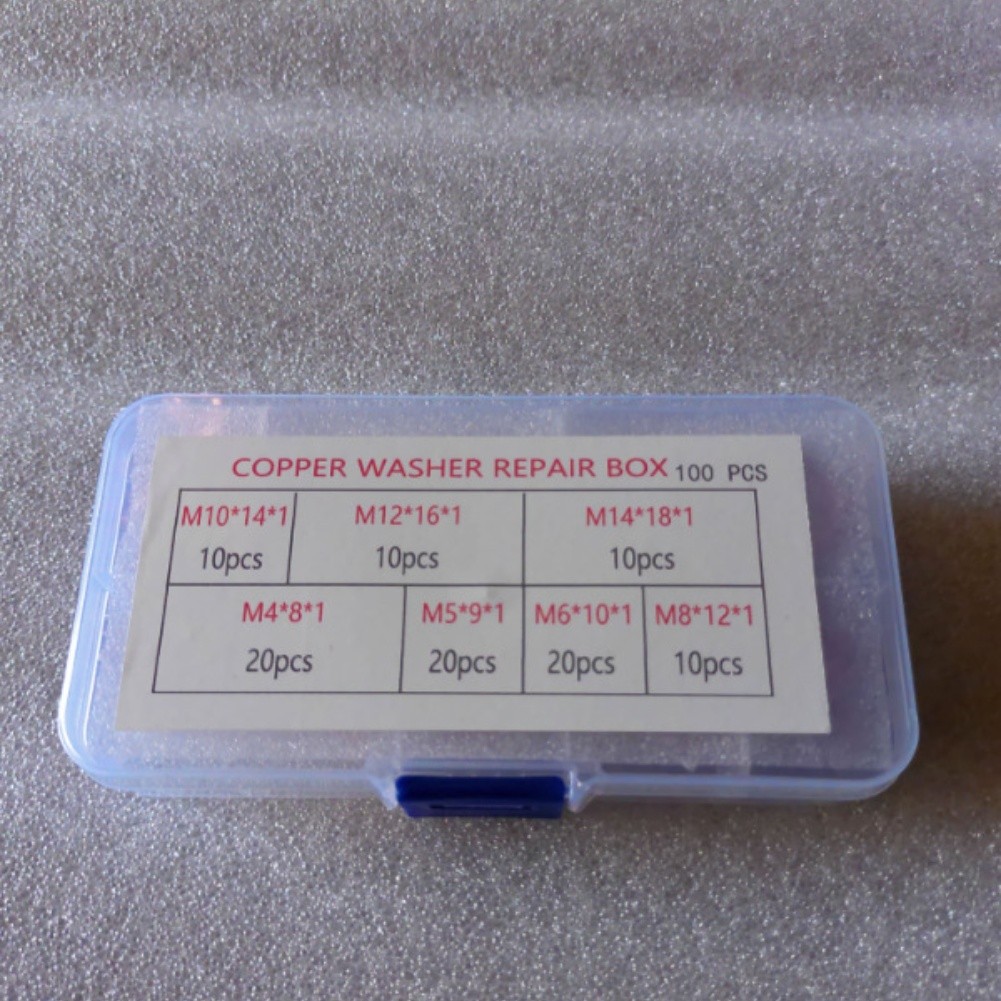 COPPER WASHER REPAIR BOX 100 PCS
M10*14*1 M12*16*1 M14*18*1
10pcs 10pcs 10pcs
M4*8*1 M5*9*1 M6*10*1 M8*12*1
20pcs 20pcs 20pcs 10pcs